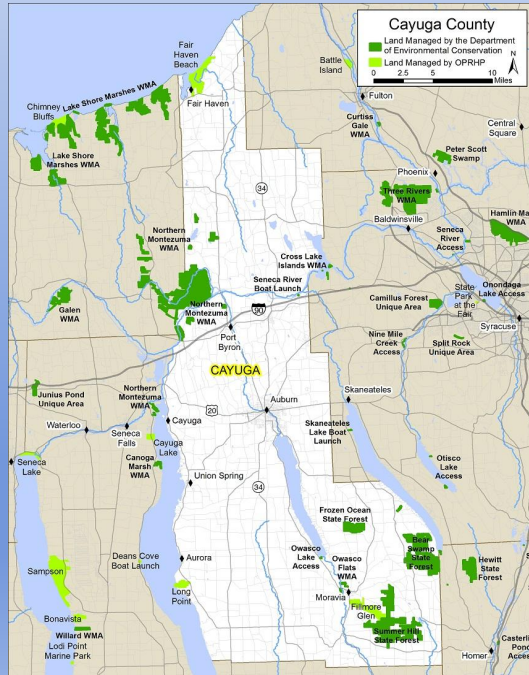 Cayuga County
Land Managed by the Department
of Environmental Conservation
Land Managed by OPRHP
N
0 2.5 5 10
Miles
Fair
Haven
Beach
Fair Haven
Battle
Island
Fulton
Central
Square
Lake Shore Marshes WMA
Chimney
Bluffs
Curtiss
Gale
WMA
Peter Scott
Swamp
Lake Shore
Marshes WMA
Phoenix
34
Three Rivers
WMA
Baldwinsville
Hamlin Ma
WMA
Northern
Montezuma
WMA
Seneca
River
Access
Cross Lake
Islands WMA
Seneca River
Boat Launch
Galen
WMA
Northern
Montezuma
WMA
90
Camillus Forest
Unique Area
State
Park at
the Fair
Onondaga
Lake Access
Syracuse
Port
Byron
Nine Mile
Creek
Access
Split Rock
Unique Area
CAYUGA
Junius Pond
Unique Area
Northern
Montezuma
WMA
20
Auburn
Skaneateles
Waterloo
Seneca
Falls
Cayuga
Skaneateles
Lake Boat
Launch
Cayuga
Lake
Canoga
Marsh
WMA
Seneca
Lake
Otisco
Lake
Access
Union Spring
34
Frozen Ocean
State Forest
Bear
Swamp
State
Forest
Deans Cove
Boat Launch
Aurora
Owasco
Lake
Access
Owasco
Flats
WMA
Hewitt
State
Forest
Sampson
Long
Point
Moravia
Fillmore
Glen
Bonavista
Willard WMA
Summer Hill
State Forest
Lodi Point
Marine Park
Homer
Casterli
Pond
Acces